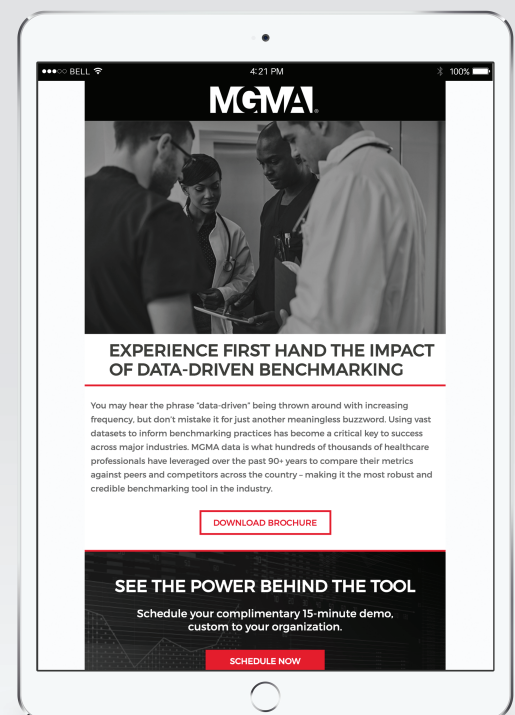 BELL
4:21 PM
100%
MGMA®
EXPERIENCE FIRST HAND THE IMPACT
OF DATA-DRIVEN BENCHMARKING
You may hear the phrase "data-driven" being thrown around with increasing
frequency, but don't mistake it for just another meaningless buzzword. Using vast
datasets to inform benchmarking practices has become a critical key to success
across major industries. MGMA data is what hundreds of thousands of healthcare
professionals have leveraged over the past 90+ years to compare their metrics
against peers and competitors across the country – making it the most robust and
credible benchmarking tool in the industry.
DOWNLOAD BROCHURE
SEE THE POWER BEHIND THE TOOL
Schedule your complimentary 15-minute demo,
custom to your organization.
SCHEDULE NOW